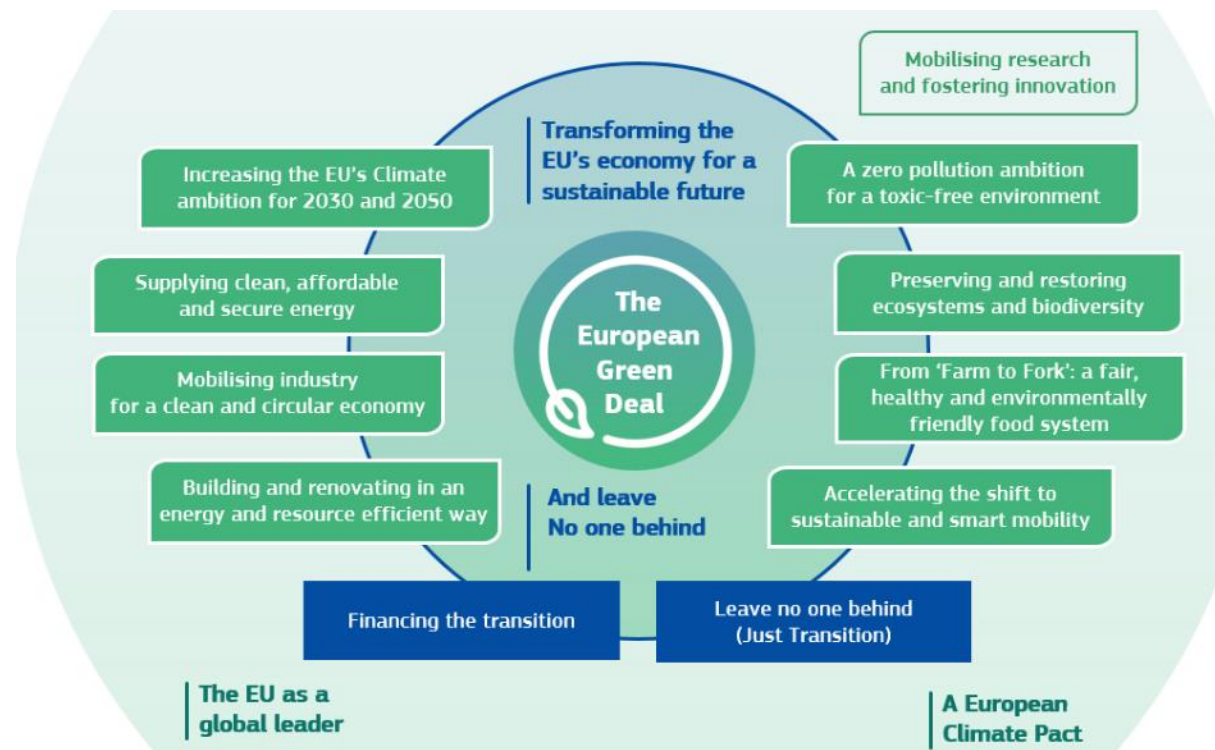 Mobilising research
and fostering innovation
Transforming the
EU's economy for a
sustainable future
Increasing the EU's Climate
ambition for 2030 and 2050
A zero pollution ambition
for a toxic-free environment
Supplying clean, affordable
and secure energy
The
European
Green
Deal
Preserving and restoring
ecosystems and biodiversity
Mobilising industry
for a clean and circular economy
From ‘Farm to Fork’: a fair,
healthy and environmentally
friendly food system
Building and renovating in an
energy and resource efficient way
And leave
No one behind
Accelerating the shift to
sustainable and smart mobility
Financing the transition
Leave no one behind
(Just Transition)
The EU as a
global leader
A European
Climate Pact